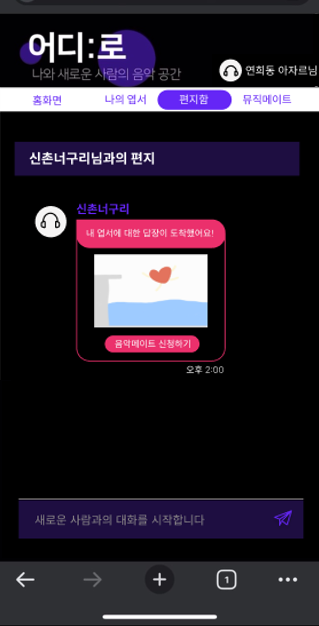 어디:로
나와 새로운 사람의 음악 공간
연희동 아자르님
홈화면 나의 엽서 편지함 뮤직메이트
신촌너구리님과의 편지
신촌너구리
내 엽서에 대한 답장이 도착했어요!
음악메이트 신청하기
오후 2:00
새로운 사람과의 대화를 시작합니다
1